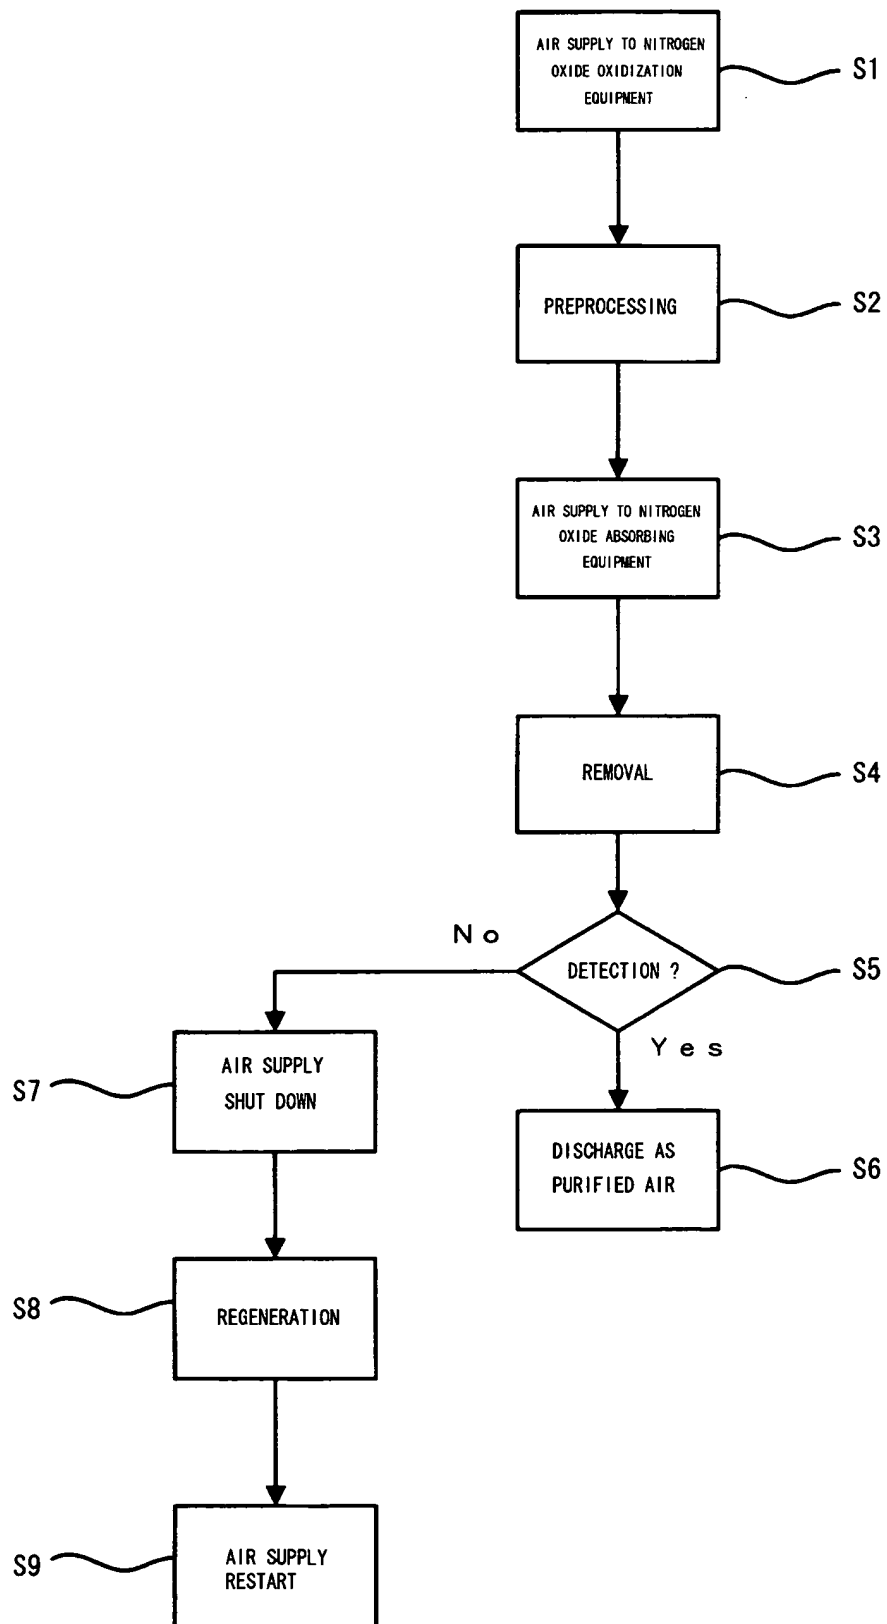 AIR SUPPLY TO NITROGEN
OXIDE OXIDIZATION
EQUIPMENT
S1
PREPROCESSING
S2
AIR SUPPLY TO NITROGEN
OXIDE ABSORBING
EQUIPMENT
S3
REMOVAL
S4
No
DETECTION ?
S5
Yes
S7
AIR SUPPLY
SHUT DOWN
DISCHARGE AS
PURIFIED AIR
S6
S8
REGENERATION
S9
AIR SUPPLY
RESTART